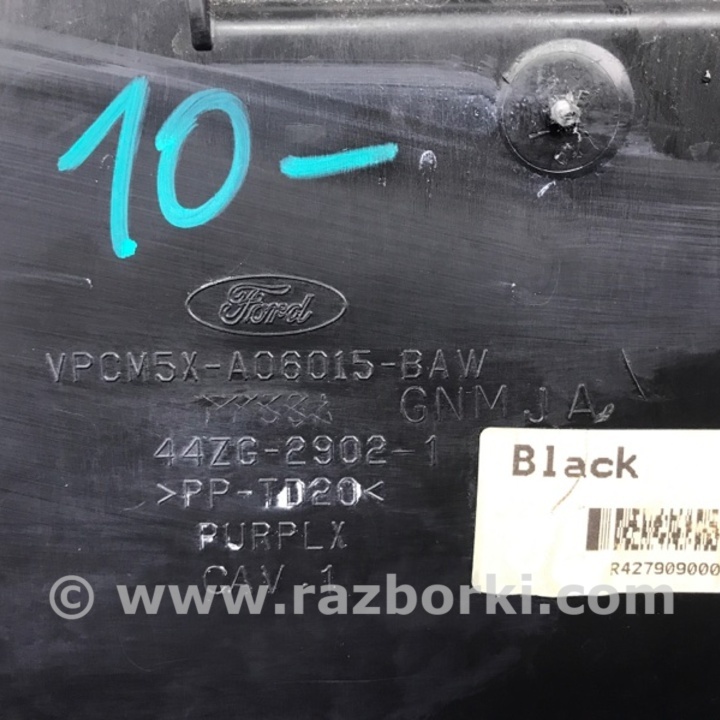 10-
Ford
VPCM5X-A06015-BAW
GNMJA
44ZG-2902-1
>PP-TD20<
PURPLX
CAV.1
Black
R427909000
© www.razborki.com